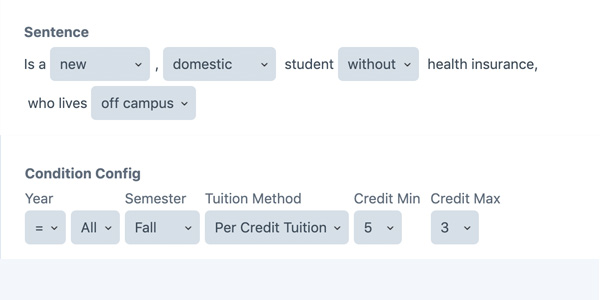 Sentence
Is a new , domestic student without health insurance,
who lives off campus
Condition Config
Year Semester Tuition Method Credit Min Credit Max
= All Fall Per Credit Tuition 5 3